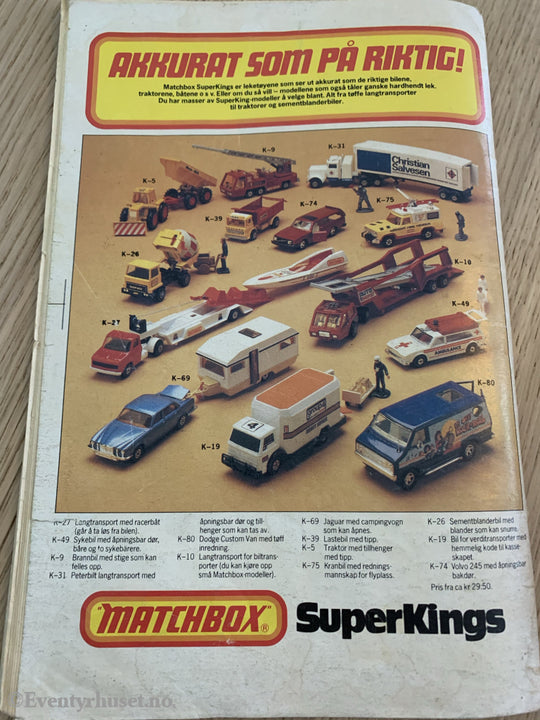 AKKURAT SOM PÅ RIKTIG!
Matchbox SuperKings er leketøyene som ser ut akkurat som de riktige bilene,
traktorene, båtene o s v. Eller om du så vill – modellene som også tåler ganske hardhendt lek.
Du har masser av SuperKing-modeller å velge blant. Alt fra tøffe langtransporter
til traktorer og sementblanderbiler.
K-9
K-31
Christian
Salvesen
K-5
K-39
K-74
K-75
K-26
K-10
K-49
AMBULANCE
K-27
K-69
K-80
K-19
4
K-27 Langtransport med racerbåt
(går å ta løs fra bilen).
K-49 Sykebil med åpningsbar dør,
båre og to sykebärere.
K-9 Brannbil med stige som kan
felles opp.
K-31 Peterbilt langtransport med
åpningsbar dør og til-
henger som kan tas av.
K-80 Dodge Custom Van med tøff
inredning.
K-10 Langtransport for biltrans-
porter (du kan kjøre opp
små Matchbox-modeller).
K-69 Jaguar med campingvogn
som kan åpnes.
K-39 Lastebil med tipp.
K-5 Traktor med tillhenger
med tipp.
K-75 Kranbil med rednings-
mannskap for flyplass.
K-26 Sementblanderbil med
blander som kan snurre.
K-19 Bil for verditransporter med
hemmelig kode til kasse-
skapet.
K-74 Volvo 245 med åpningsbar
bakdør.
Pris fra ca kr 29:50.
"MATCHBOX"® SuperKings
©Eventyrhuset.no